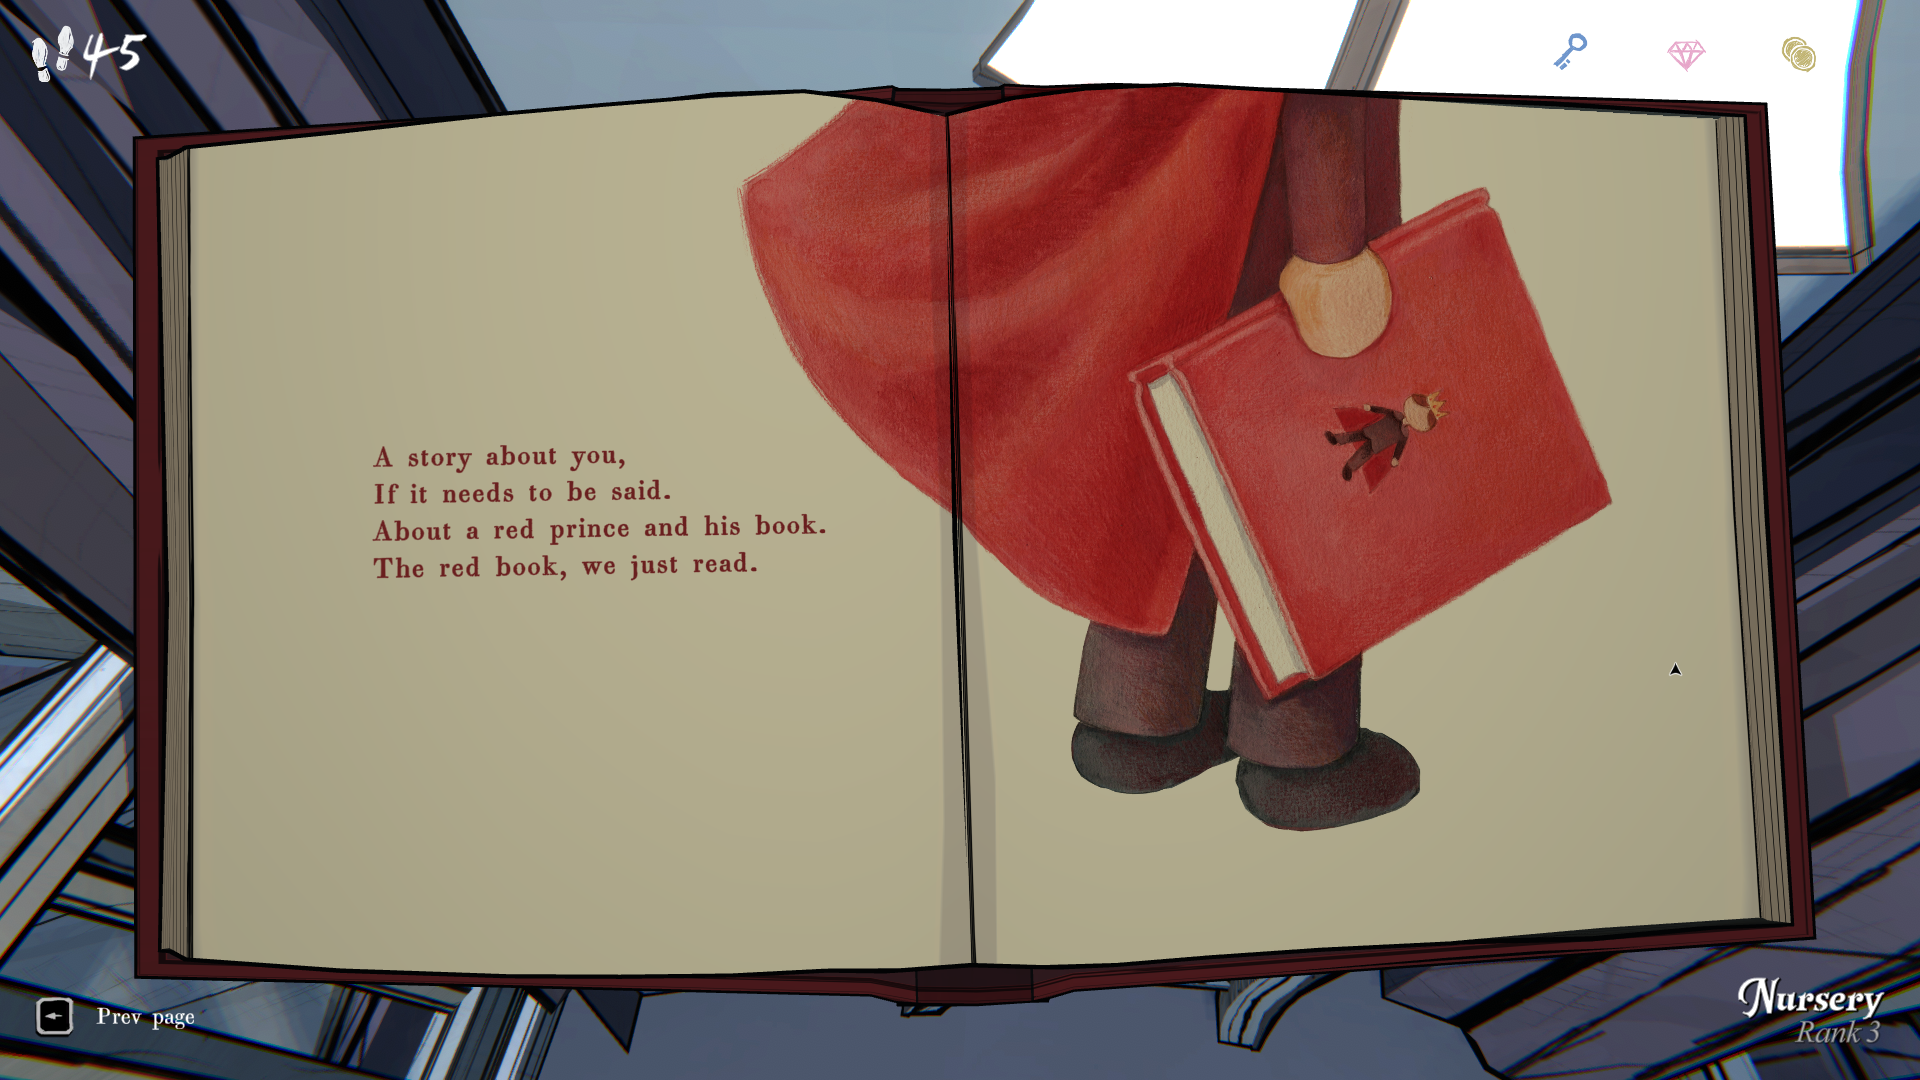 45
A story about you,
If it needs to be said.
About a red prince and his book.
The red book, we just read.
Prev page
Nursery
Rank 3